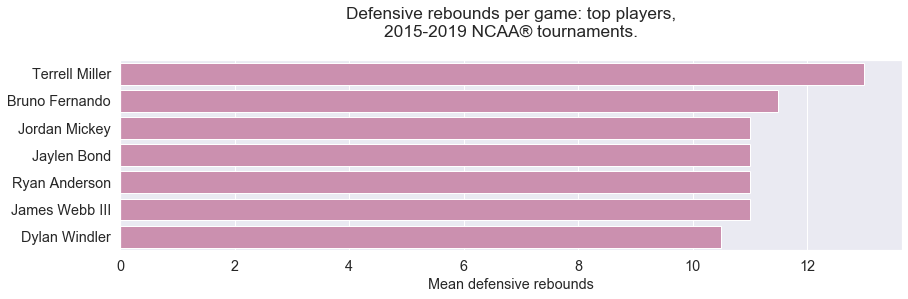 Defensive rebounds per game: top players,
2015-2019 NCAA® tournaments.
Terrell Miller
Bruno Fernando
Jordan Mickey
Jaylen Bond
Ryan Anderson
James Webb III
Dylan Windler
0 2 4 6 8 10 12
Mean defensive rebounds